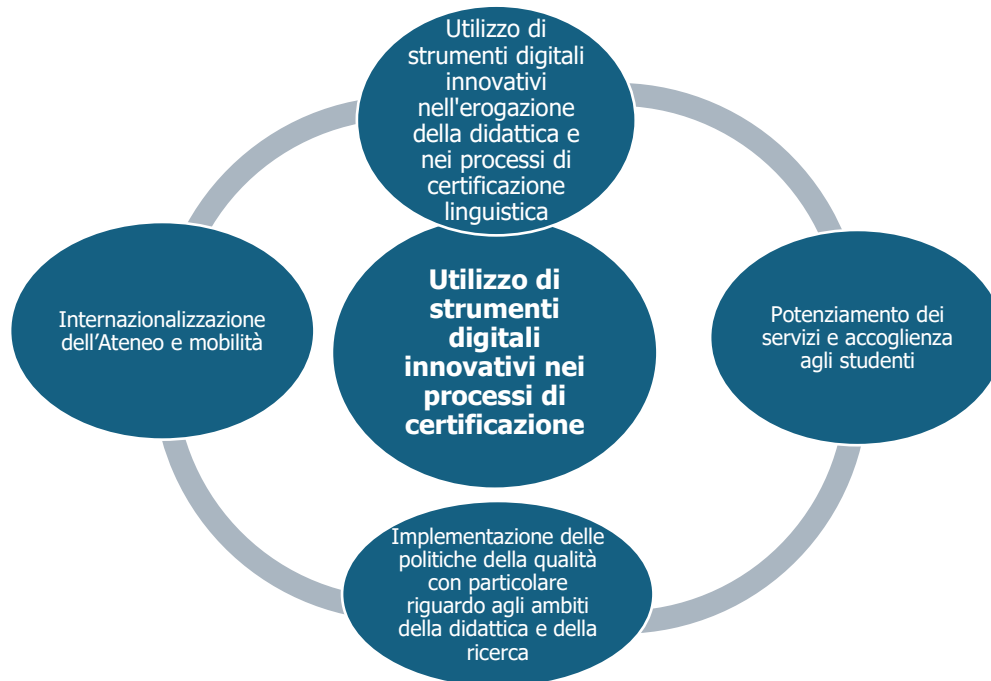 Utilizzo di
strumenti digitali
innovativi
nell'erogazione
della didattica e
nei processi di
certificazione
linguistica
Internazionalizzazione
dell’Ateneo e mobilità
Utilizzo di
strumenti
digitali
innovativi nei
processi di
certificazione
Potenziamento dei
servizi e accoglienza
agli studenti
Implementazione delle
politiche della qualità
con particolare
riguardo agli ambiti
della didattica e della
ricerca